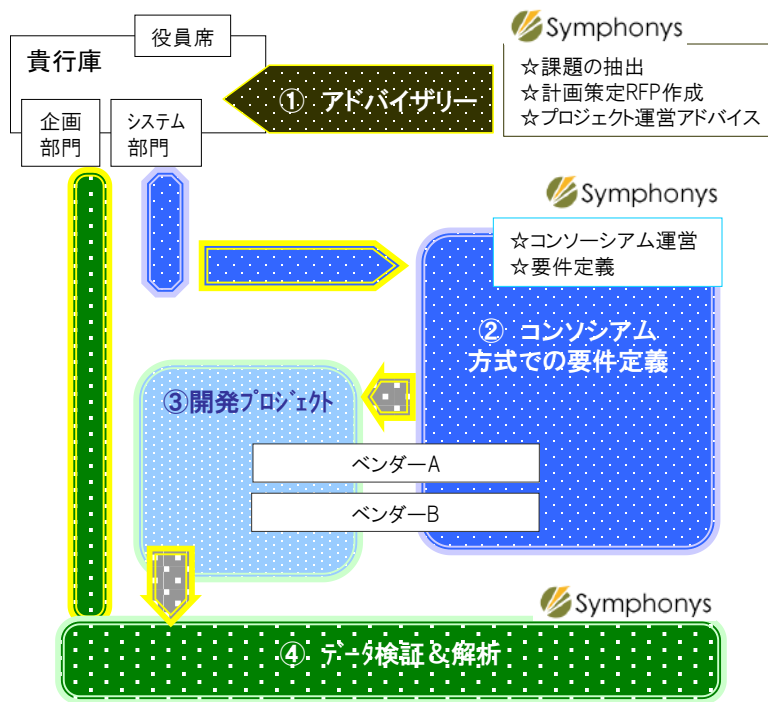 役員席
貴行庫
企画
部門
システム
部門
① アドバイザリー
Symphonys
☆課題の抽出
☆計画策定RFP作成
☆プロジェクト運営アドバイス
Symphonys
☆コンソーシアム運営
☆要件定義
② コンソシアム
方式での要件定義
③開発プロジェクト
ベンダーA
ベンダーB
Symphonys
④ データ検証＆解析